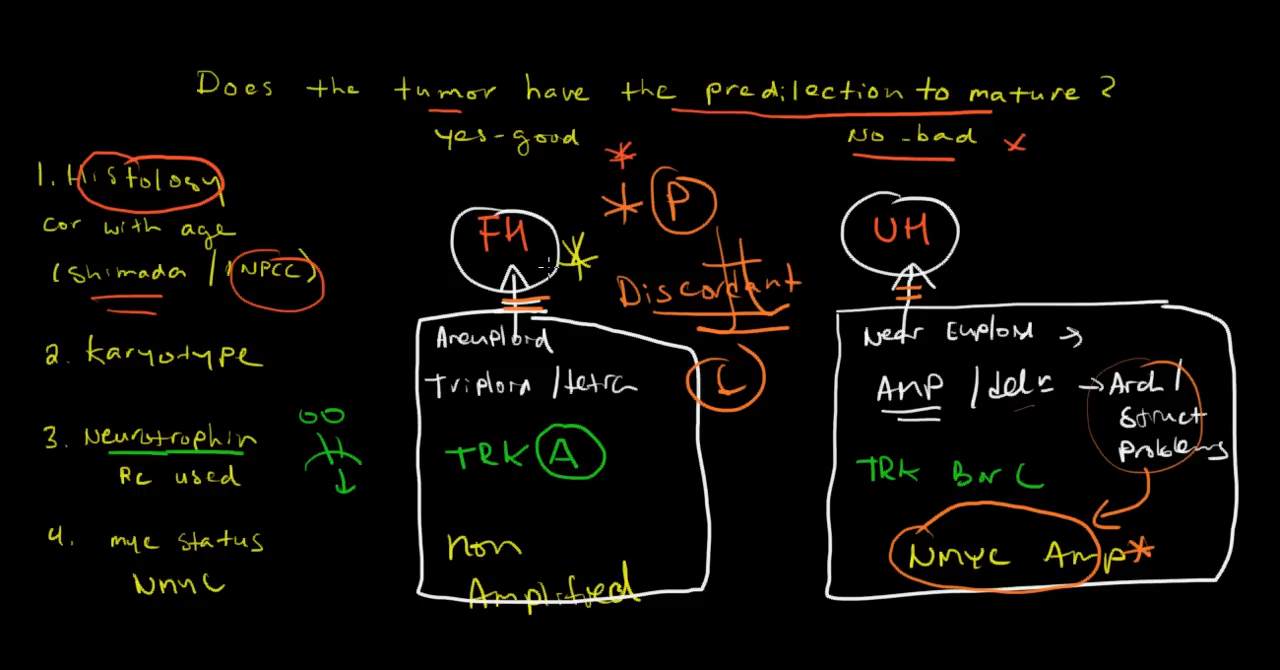 Does the tumor have the predilection to mature?
yes-good
No-bad
1. Histology
cor with age
(Shimada / INPCC)
2. Karyotype
3. Neurotrophin
Rc used
4. myc status
NMYC
FH
Aneuploid
Triploid / tetra
TRK A
Non
Amplified
P
Discordant
L
UH
Near Euploid →
Amp / del → Arch /
Struct
Problems
TRK B or C
NMYC Amp*